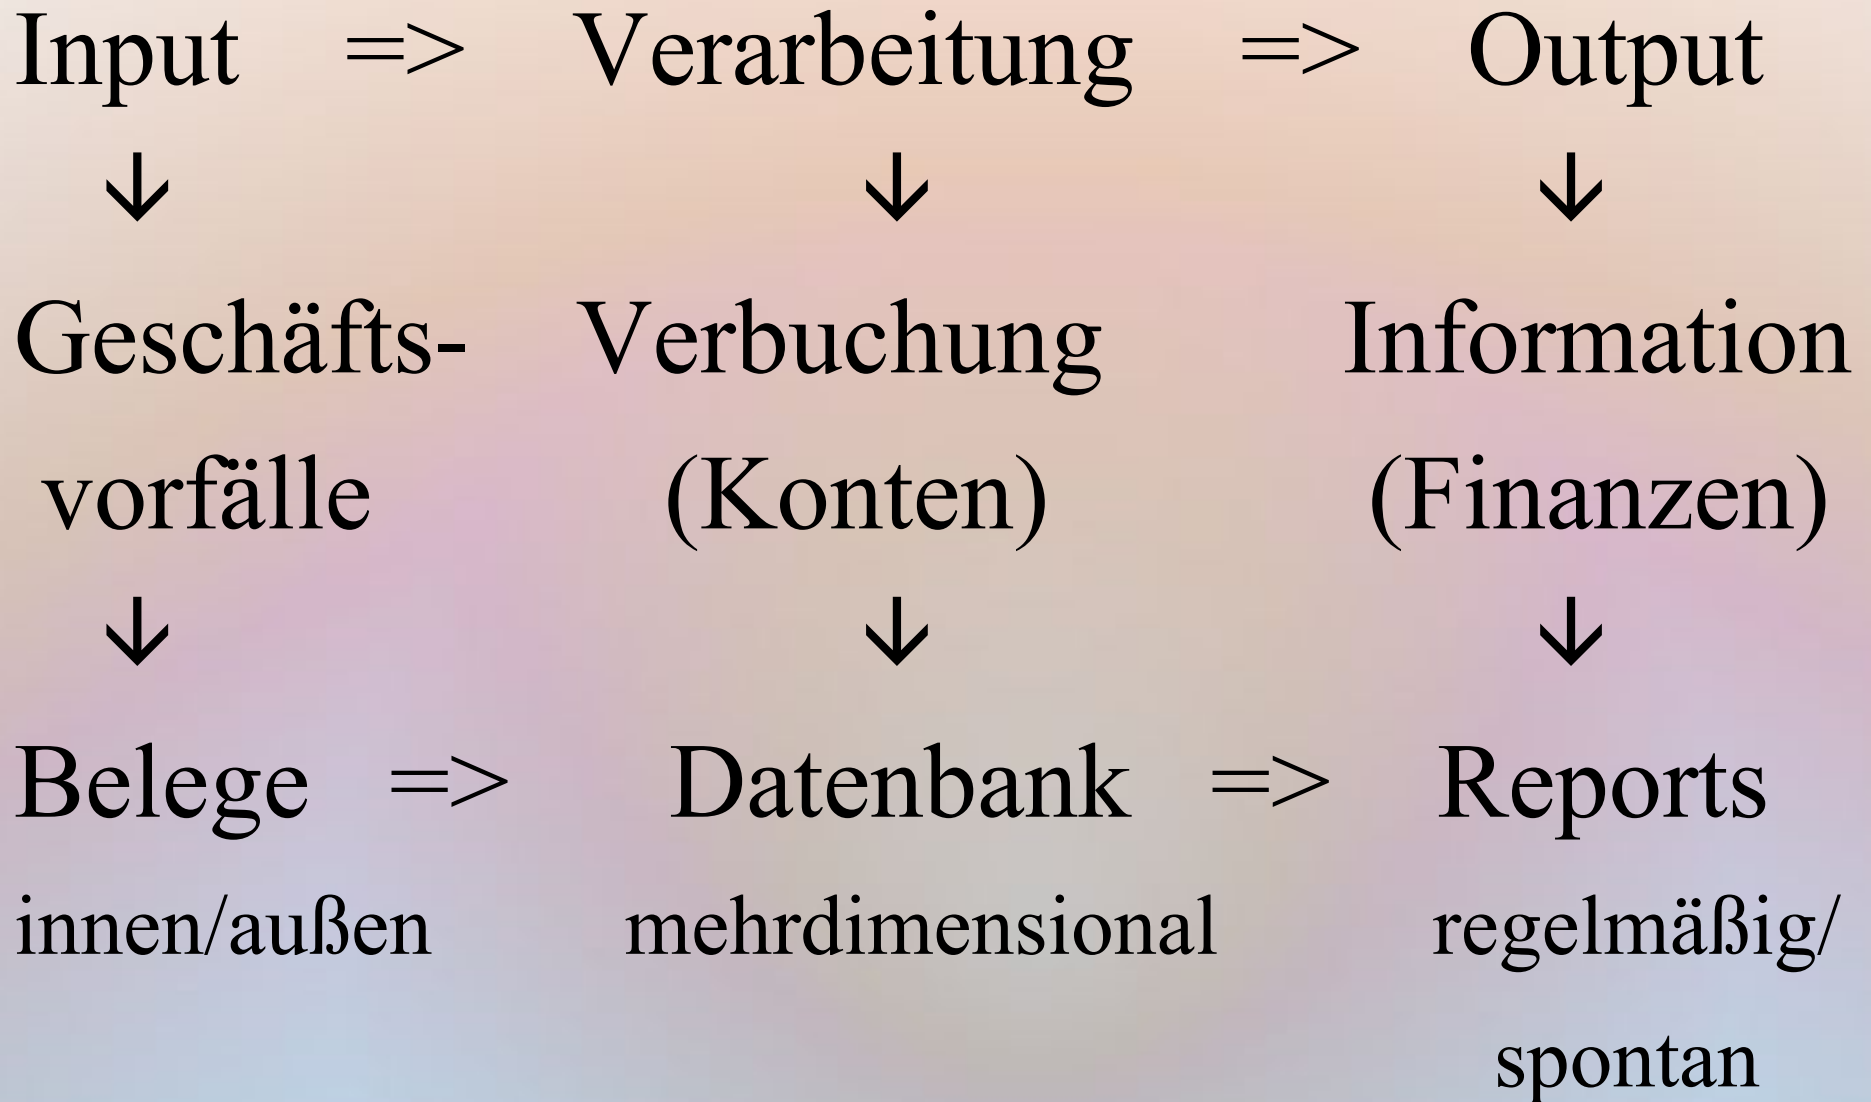 Input => Verarbeitung => Output
↓ ↓ ↓
Geschäfts- Verbuchung Information
vorfälle (Konten) (Finanzen)
↓ ↓ ↓
Belege => Datenbank => Reports
innen/außen mehrdimensional regelmäßig/
spontan